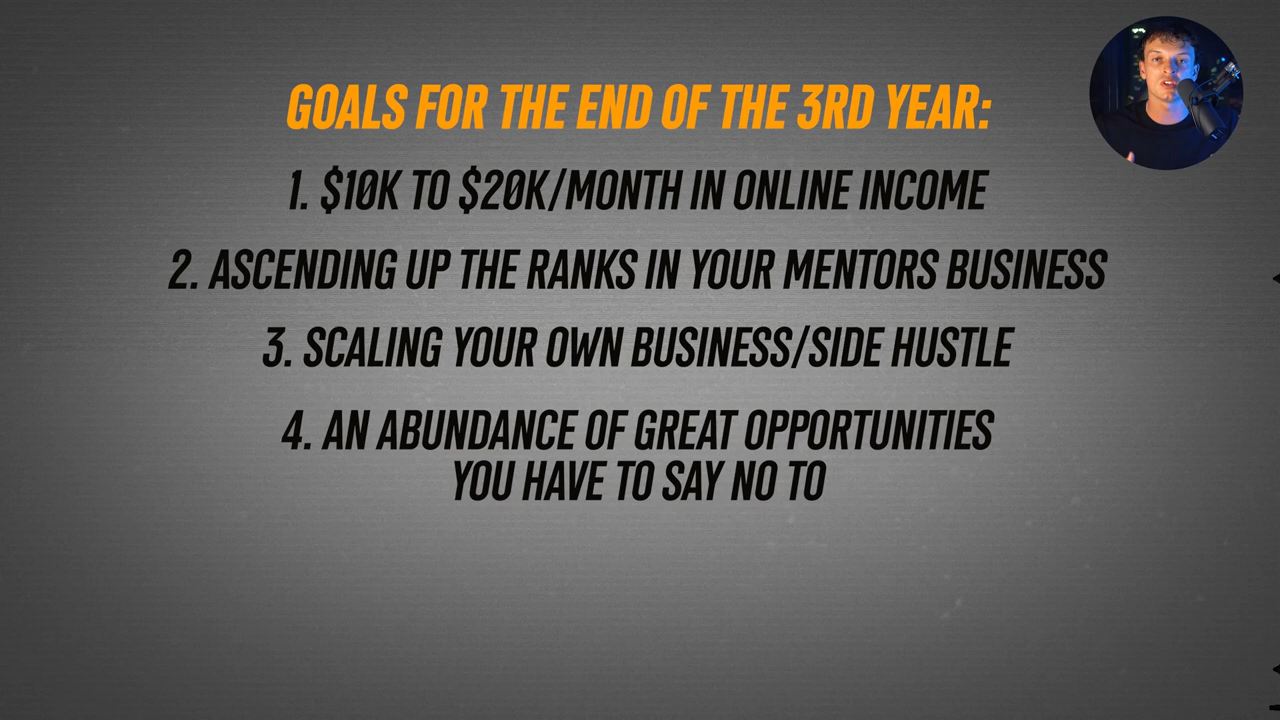 GOALS FOR THE END OF THE 3RD YEAR:
1. $10K TO $20K/MONTH IN ONLINE INCOME
2. ASCENDING UP THE RANKS IN YOUR MENTORS BUSINESS
3. SCALING YOUR OWN BUSINESS/SIDE HUSTLE
4. AN ABUNDANCE OF GREAT OPPORTUNITIES
YOU HAVE TO SAY NO TO